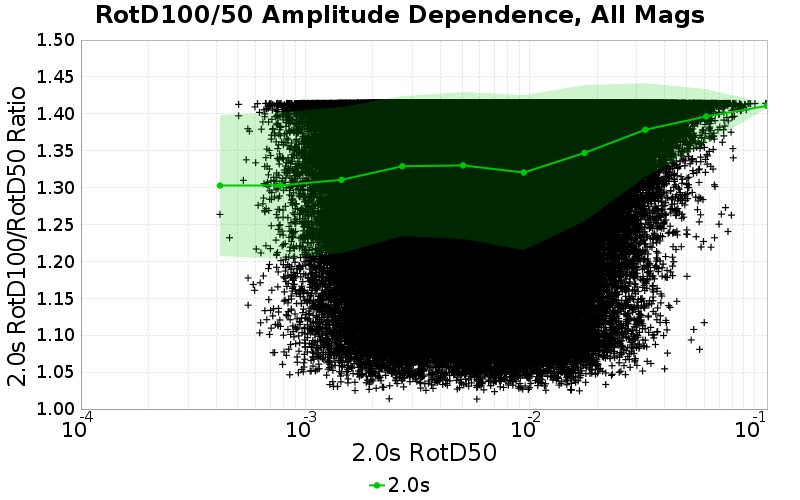 RotD100/50 Amplitude Dependence, All Mags
2.0s RotD100/RotD50 Ratio
1.50
1.45
1.40
1.35
1.30
1.25
1.20
1.15
1.10
1.05
1.00
10-4 10-3 10-2 10-1
2.0s RotD50
2.0s